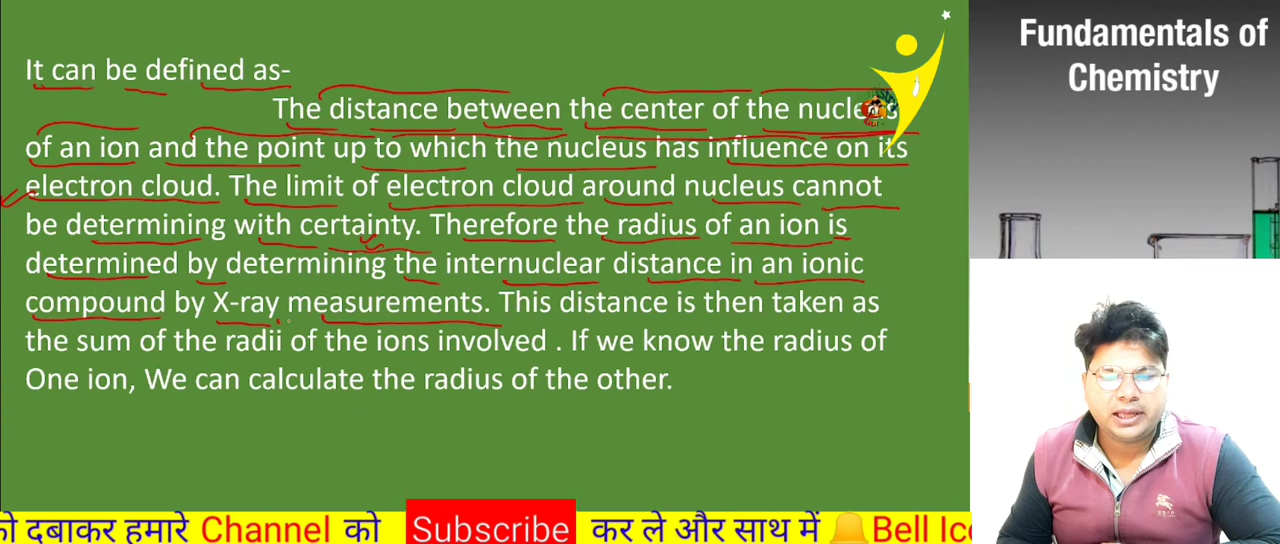 Fundamentals of
Chemistry
It can be defined as-
The distance between the center of the nucleus
of an ion and the point up to which the nucleus has influence on its
electron cloud. The limit of electron cloud around nucleus cannot
be determining with certainty. Therefore the radius of an ion is
determined by determining the internuclear distance in an ionic
compound by X-ray measurements. This distance is then taken as
the sum of the radii of the ions involved . If we know the radius of
One ion, We can calculate the radius of the other.
को दबाकर हमारे Channel को Subscribe कर ले और साथ में Bell